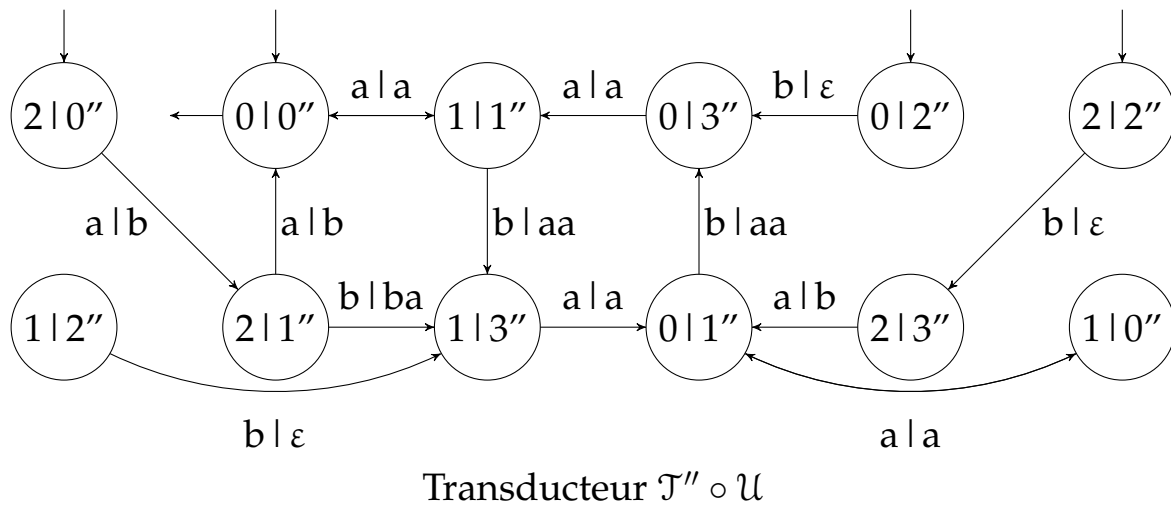 a | a a | a b | ε
2 | 0″ 0 | 0″ 1 | 1″ 0 | 3″ 0 | 2″ 2 | 2″
a | b a | b b | aa b | aa b | ε
b | ba a | a a | b
1 | 2″ 2 | 1″ 1 | 3″ 0 | 1″ 2 | 3″ 1 | 0″
b | ε a | a
Transducteur 𝒯″ ∘ 𝒰